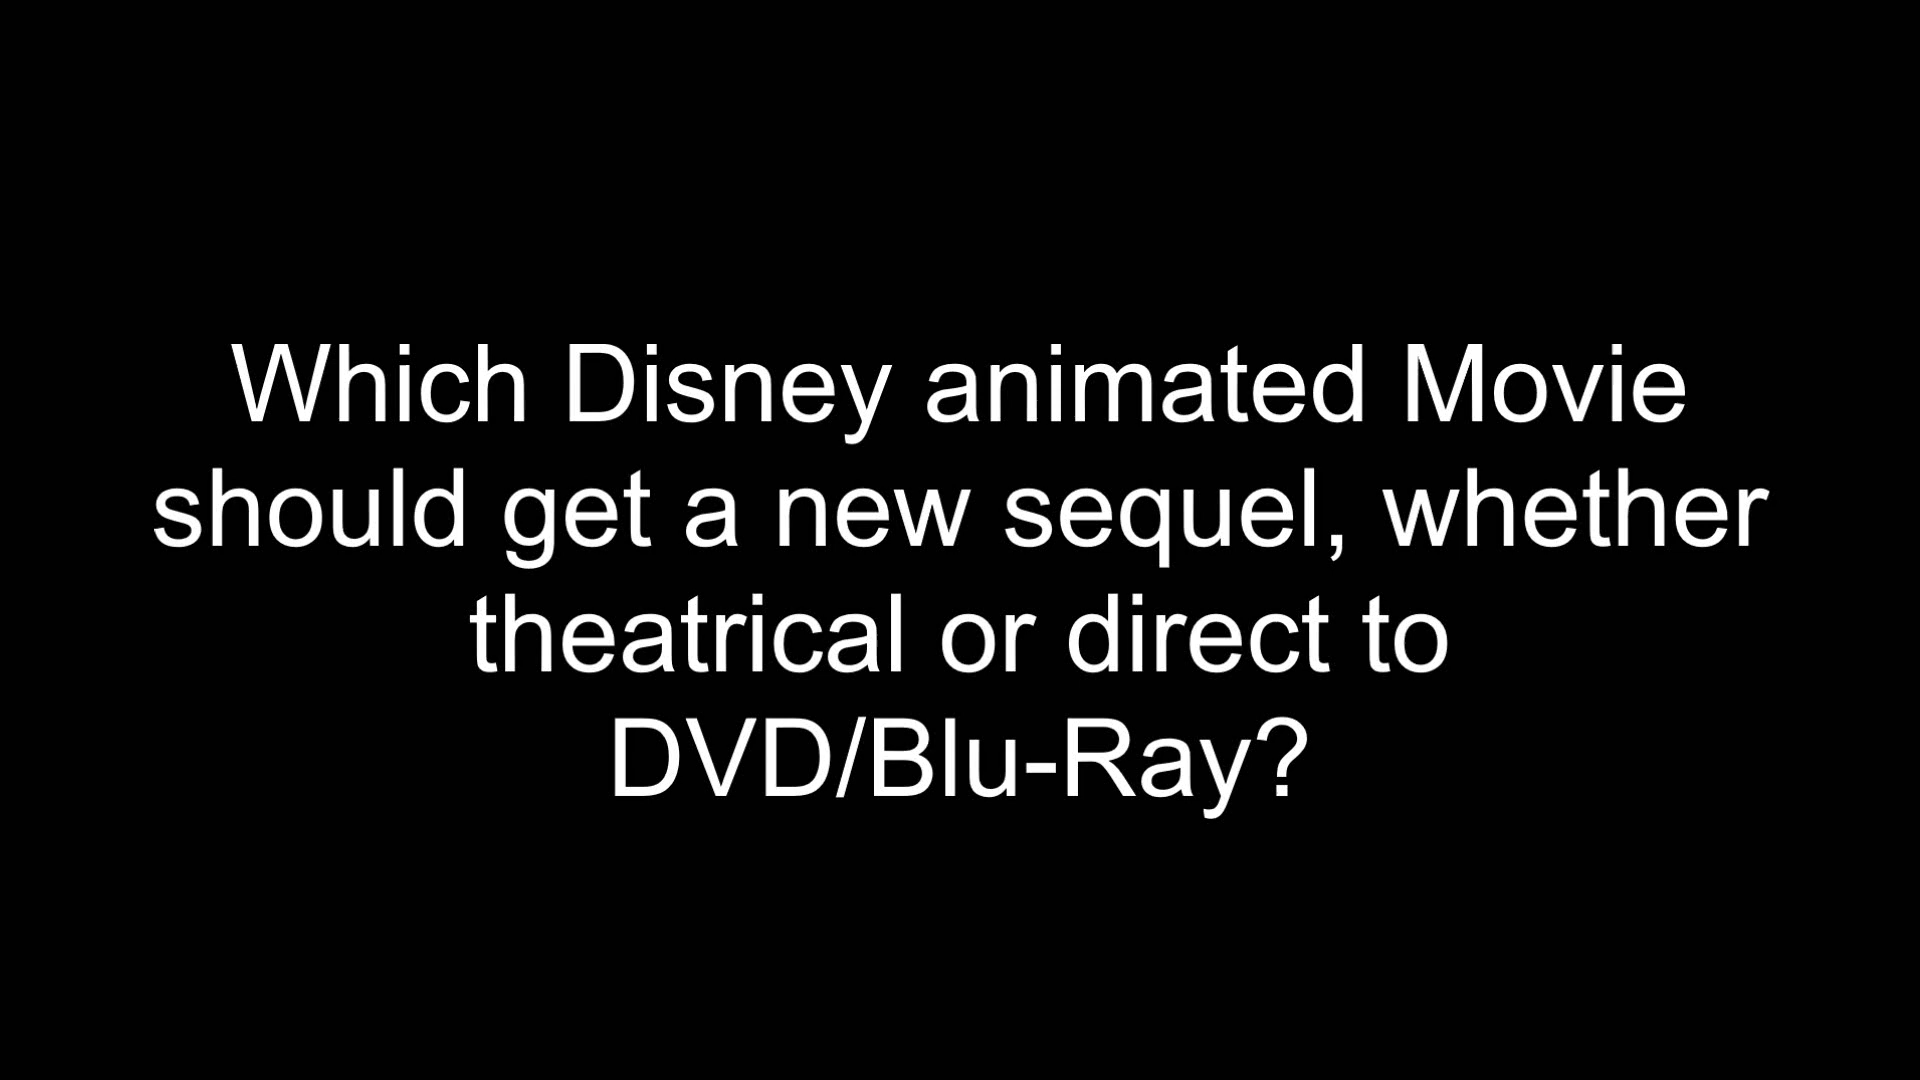 Which Disney animated Movie
should get a new sequel, whether
theatrical or direct to
DVD/Blu-Ray?